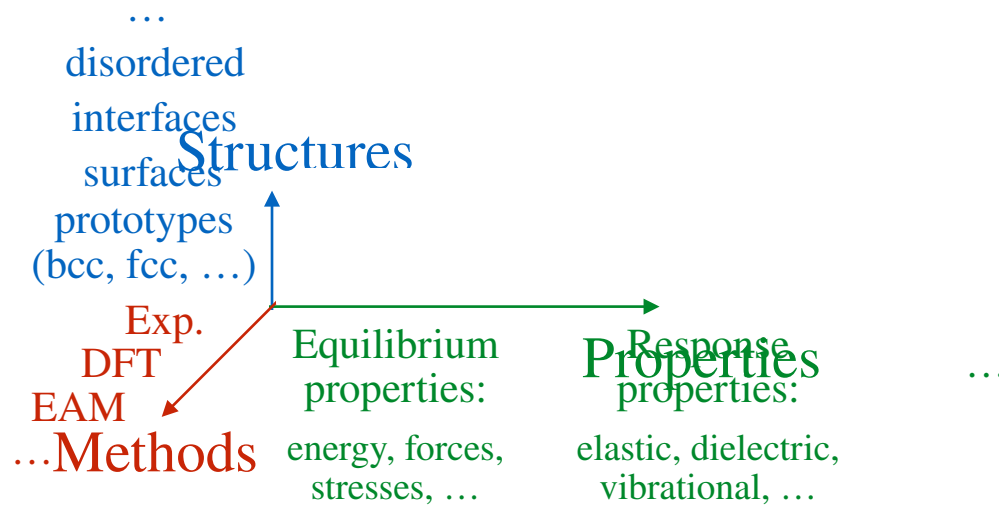 …
disordered
interfaces
Structures
surfaces
prototypes
(bcc, fcc, …)
Exp.
DFT
EAM
…
Methods
Equilibrium
properties:
energy, forces,
stresses, …
Properties
Response
properties:
elastic, dielectric,
vibrational, …
…